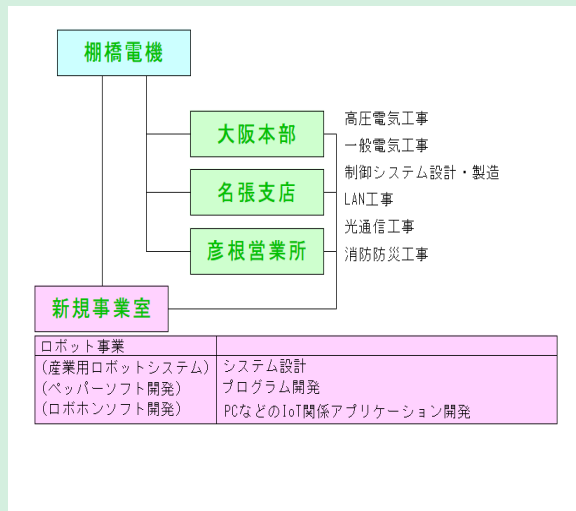 棚橋電機
大阪本部
名張支店
彦根営業所
高圧電気工事
一般電気工事
制御システム設計・製造
LAN工事
光通信工事
消防防災工事
新規事業室
ロボット事業
(産業用ロボットシステム)
(ペッパーソフト開発)
(ロボホンソフト開発)
システム設計
プログラム開発
PCなどのIoT関係アプリケーション開発